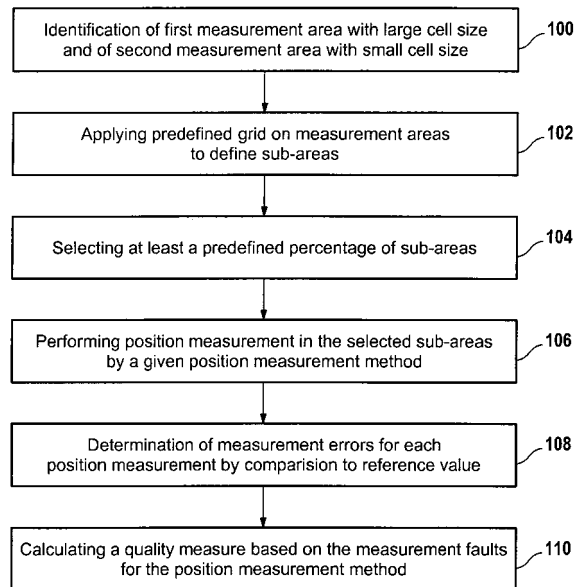 Identification of first measurement area with large cell size
and of second measurement area with small cell size
100
Applying predefined grid on measurement areas
to define sub-areas
102
Selecting at least a predefined percentage of sub-areas
104
Performing position measurement in the selected sub-areas
by a given position measurement method
106
Determination of measurement errors for each
position measurement by comparision to reference value
108
Calculating a quality measure based on the measurement faults
for the position measurement method
110